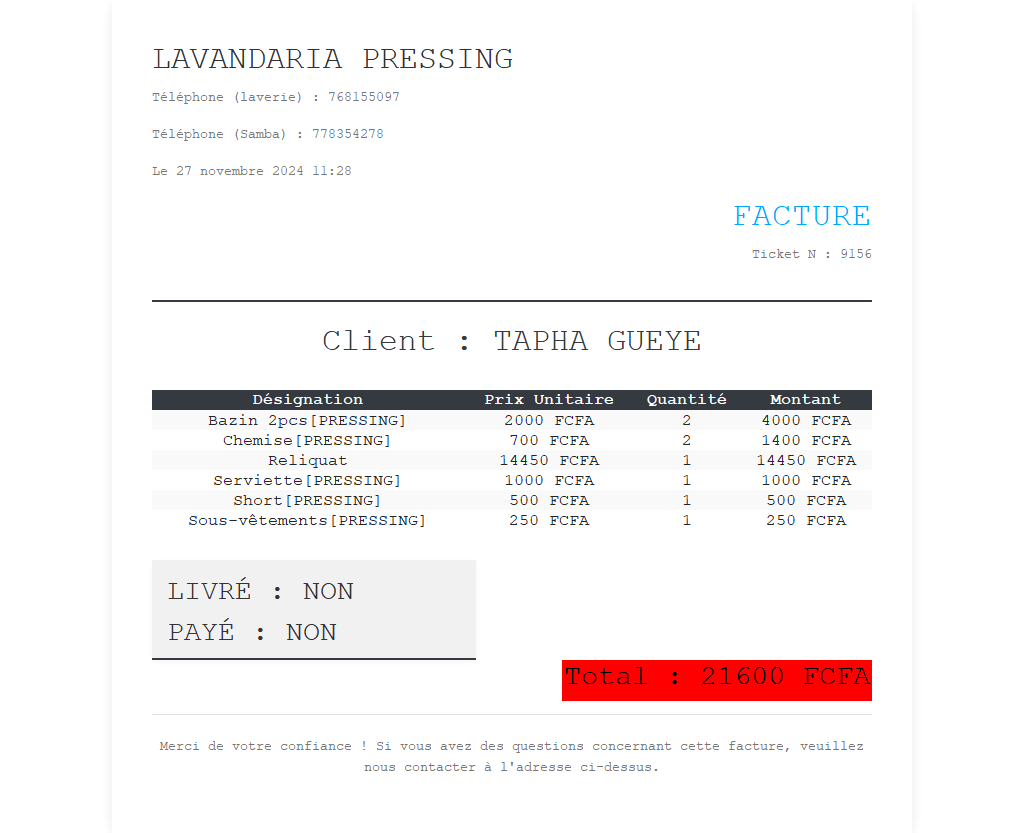 LAVANDARIA PRESSING
Téléphone (laverie) : 768155097
Téléphone (Samba) : 778354278
Le 27 novembre 2024 11:28
FACTURE
Ticket N : 9156
Client : TAPHA GUEYE
Désignation Prix Unitaire Quantité Montant
Bazin 2pcs[PRESSING] 2000 FCFA 2 4000 FCFA
Chemise[PRESSING] 700 FCFA 2 1400 FCFA
Reliquat 14450 FCFA 1 14450 FCFA
Serviette[PRESSING] 1000 FCFA 1 1000 FCFA
Short[PRESSING] 500 FCFA 1 500 FCFA
Sous-vêtements[PRESSING] 250 FCFA 1 250 FCFA
LIVRÉ : NON
PAYÉ : NON
Total : 21600 FCFA
Merci de votre confiance ! Si vous avez des questions concernant cette facture, veuillez
nous contacter à l'adresse ci-dessus.